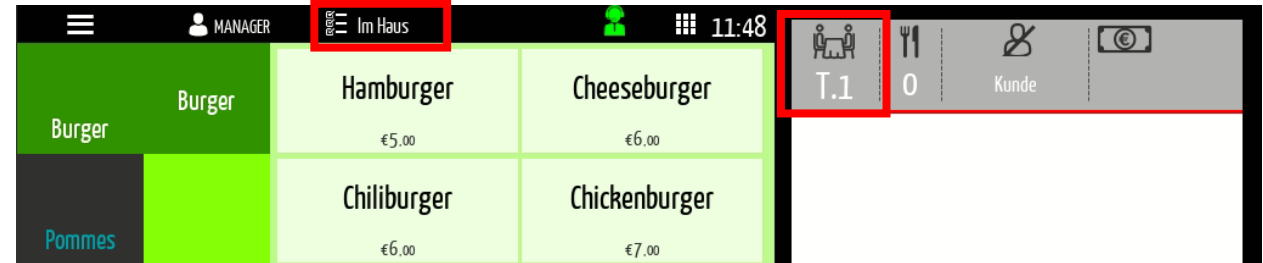 MANAGER
Im Haus
11:48
Burger
Burger
Hamburger
€5,00
Cheeseburger
€6,00
Pommes
Chiliburger
€6,00
Chickenburger
€7,00
T.1
0
Kunde
€